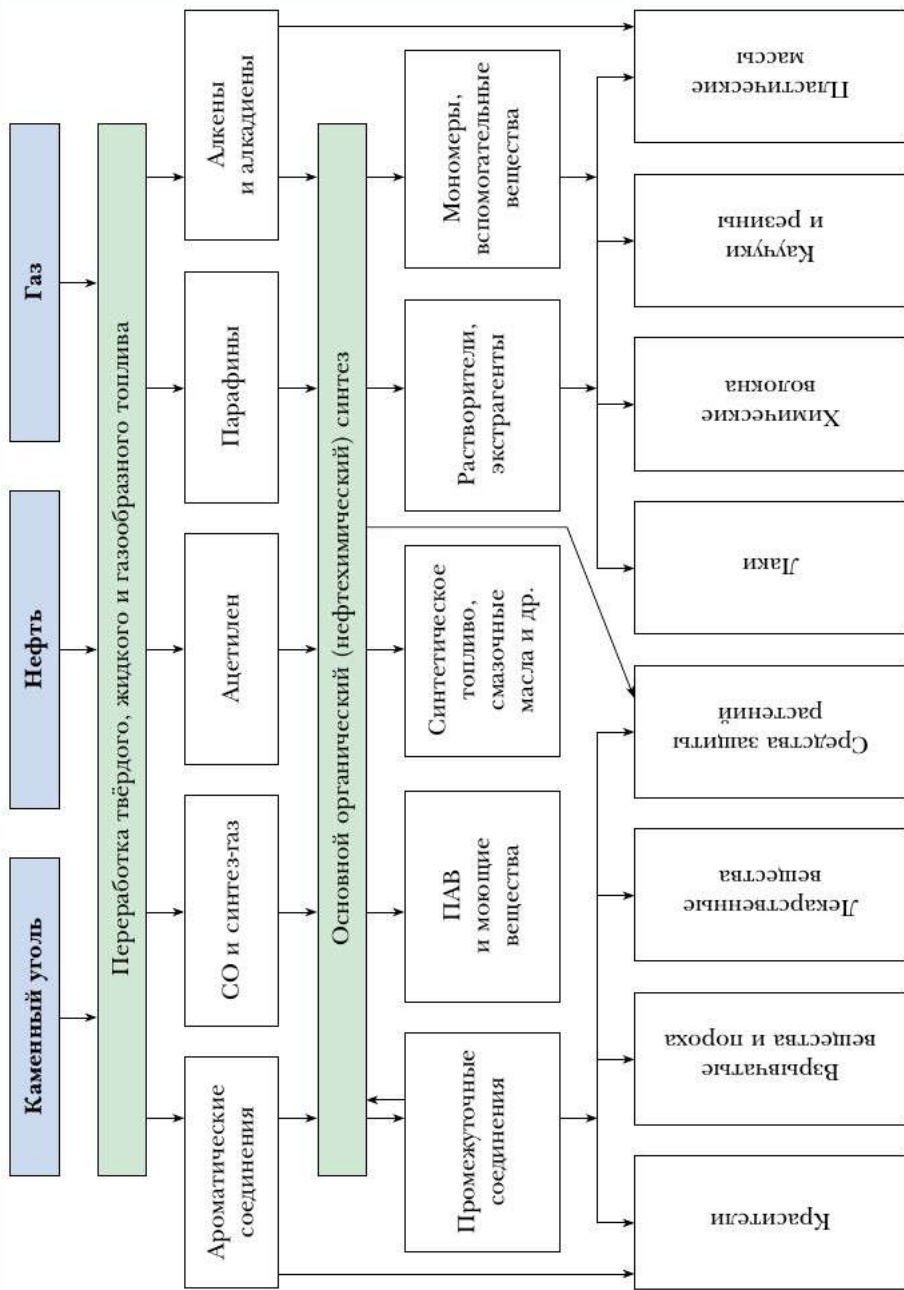 Каменный уголь
Нефть
Газ
Переработка твёрдого, жидкого и газообразного топлива
Ароматические
соединения
СО и синтез-газ
Ацетилен
Парафины
Алкены
и алкадиены
Основной органический (нефтехимический) синтез
Промежуточные
соединения
ПАВ
и моющие
вещества
Синтетическое
топливо,
смазочные
масла и др.
Растворители,
экстрагенты
Мономеры,
вспомогательные
вещества
Красители
Взрывчатые
вещества и пороха
Лекарственные
вещества
Средства защиты
растений
Лаки
Химические
волокна
Каучуки
и резины
Пластические
массы